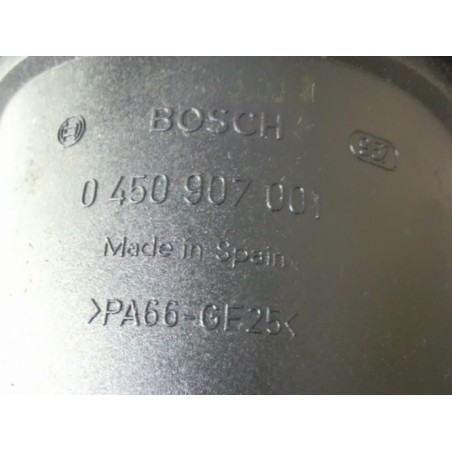 BOSCH
0 450 907 001
Made in Spain
>PA66-GF25<